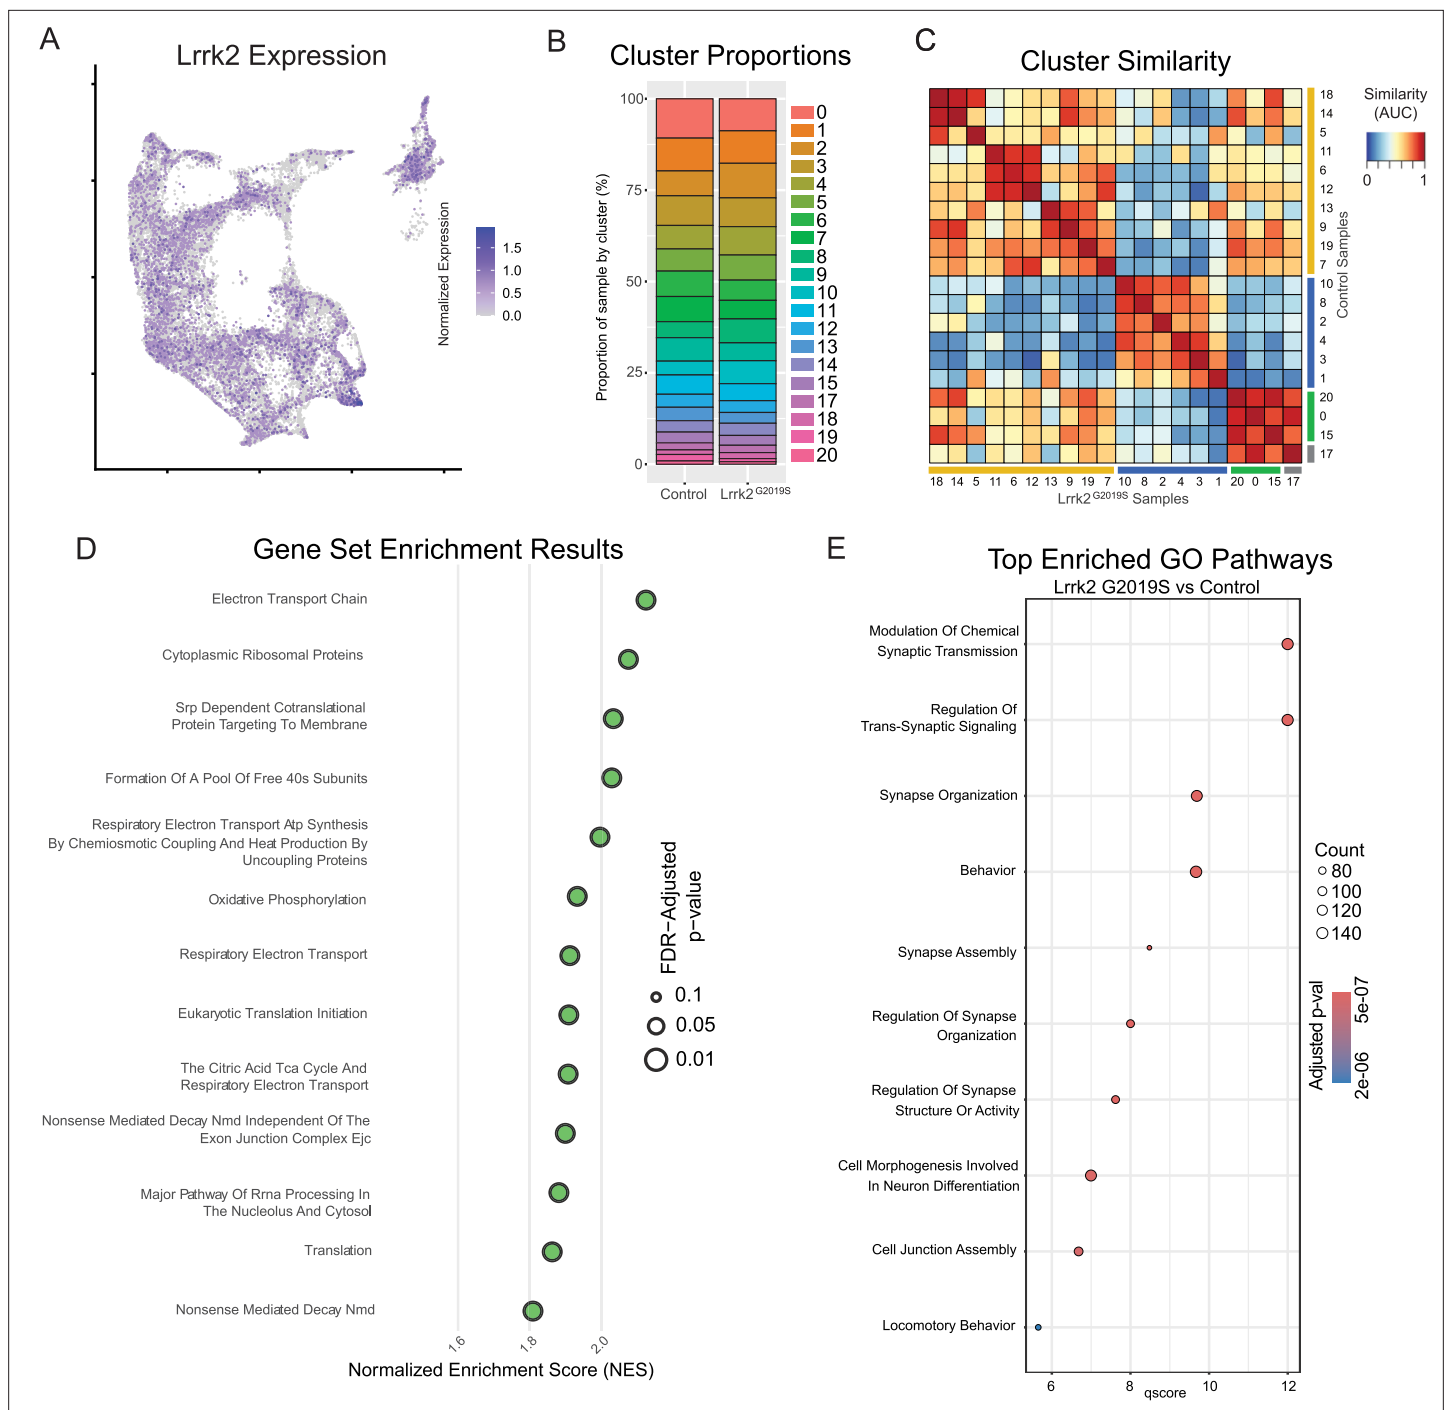 A
Lrrk2 Expression
Normalized Expression
1.5
1.0
0.5
0.0
B
Cluster Proportions
Proportion of sample by cluster (%)
100
75
50
25
0
Control
Lrrk2 G2019S
0
1
2
3
4
5
6
7
8
9
10
11
12
13
14
15
17
18
19
20
C
Cluster Similarity
18
14
5
11
6
12
13
9
19
7
10
8
2
4
3
1
20
0
15
17
Control Samples
18 14 5 11 6 12 13 9 19 7 10 8 2 4 3 1 20 0 15 17
Lrrk2 G2019S Samples
Similarity
(AUC)
0 1
D
Gene Set Enrichment Results
Electron Transport Chain
Cytoplasmic Ribosomal Proteins
Srp Dependent Cotranslational
Protein Targeting To Membrane
Formation Of A Pool Of Free 40s Subunits
Respiratory Electron Transport Atp Synthesis
By Chemiosmotic Coupling And Heat Production By
Uncoupling Proteins
Oxidative Phosphorylation
Respiratory Electron Transport
Eukaryotic Translation Initiation
The Citric Acid Tca Cycle And
Respiratory Electron Transport
Nonsense Mediated Decay Nmd Independent Of The
Exon Junction Complex Ejc
Major Pathway Of Rrna Processing In
The Nucleolus And Cytosol
Translation
Nonsense Mediated Decay Nmd
1.6
1.8
2.0
Normalized Enrichment Score (NES)
FDR−Adjusted
p−value
0.1
0.05
0.01
E
Top Enriched GO Pathways
Lrrk2 G2019S vs Control
Modulation Of Chemical
Synaptic Transmission
Regulation Of
Trans-Synaptic Signaling
Synapse Organization
Behavior
Synapse Assembly
Regulation Of Synapse
Organization
Regulation Of Synapse
Structure Or Activity
Cell Morphogenesis Involved
In Neuron Differentiation
Cell Junction Assembly
Locomotory Behavior
6 8 10 12
qscore
Count
80
100
120
140
Adjusted p-val
5e-07
2e-06